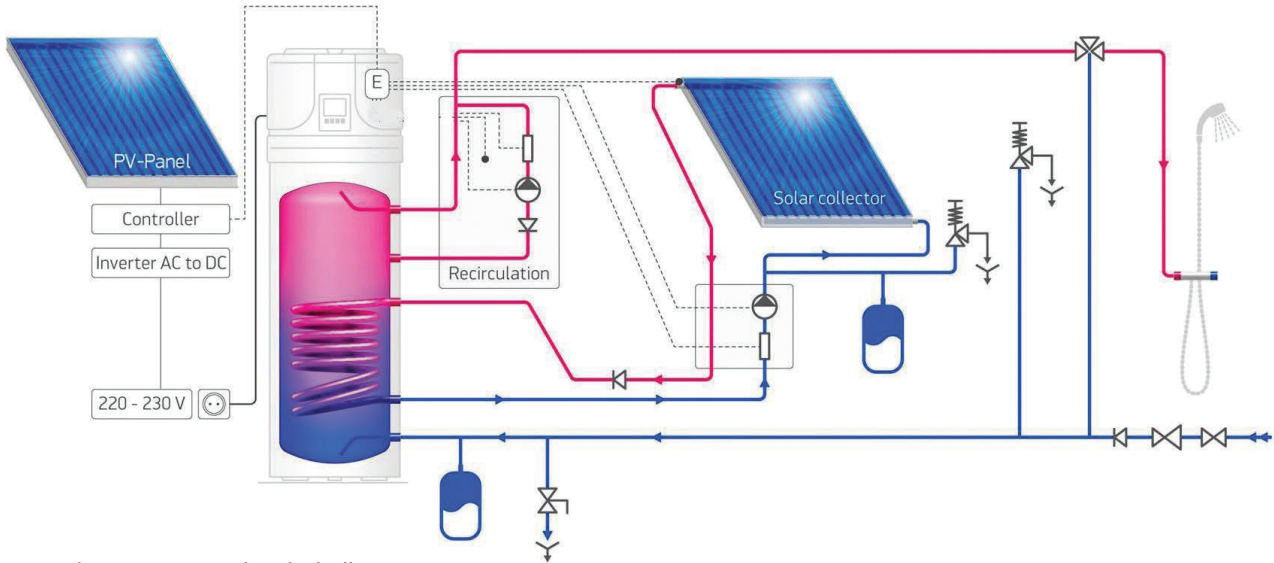 PV-Panel
Controller
Inverter AC to DC
220 - 230 V
E
Recirculation
Solar collector